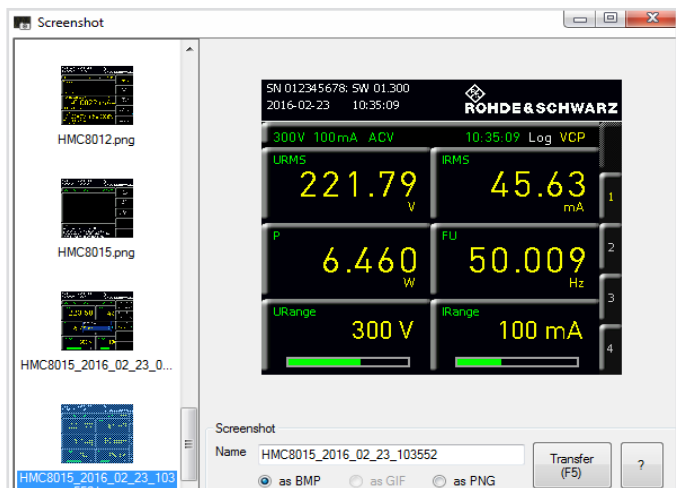 Screenshot
HMC8012.png
HMC8015.png
HMC8015_2016_02_23_0...
HMC8015_2016_02_23_103
SN 012345678: SW 01.300
2016-02-23 10:35:09
ROHDE&SCHWARZ
300V 100mA ACV 10:35:09 Log VCP
URMS IRMS
221.79 45.63
V mA
1
P FU
6.460 50.009
W Hz
2
3
URange IRange
300 V 100 mA
4
Screenshot
Name HMC8015_2016_02_23_103552 Transfer (F5) ?
as BMP as GIF as PNG